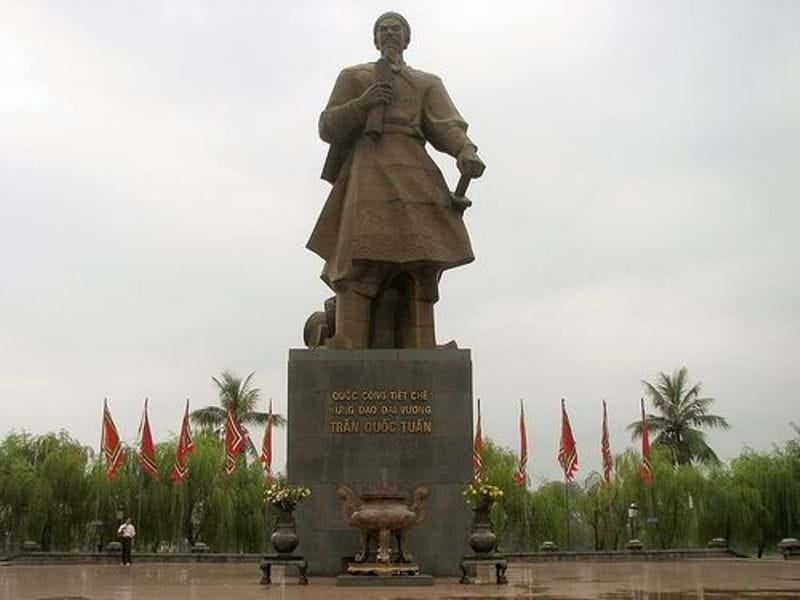 QUỐC CÔNG TIẾT CHẾ
HƯNG ĐẠO ĐẠI VƯƠNG
TRẦN QUỐC TUẤN